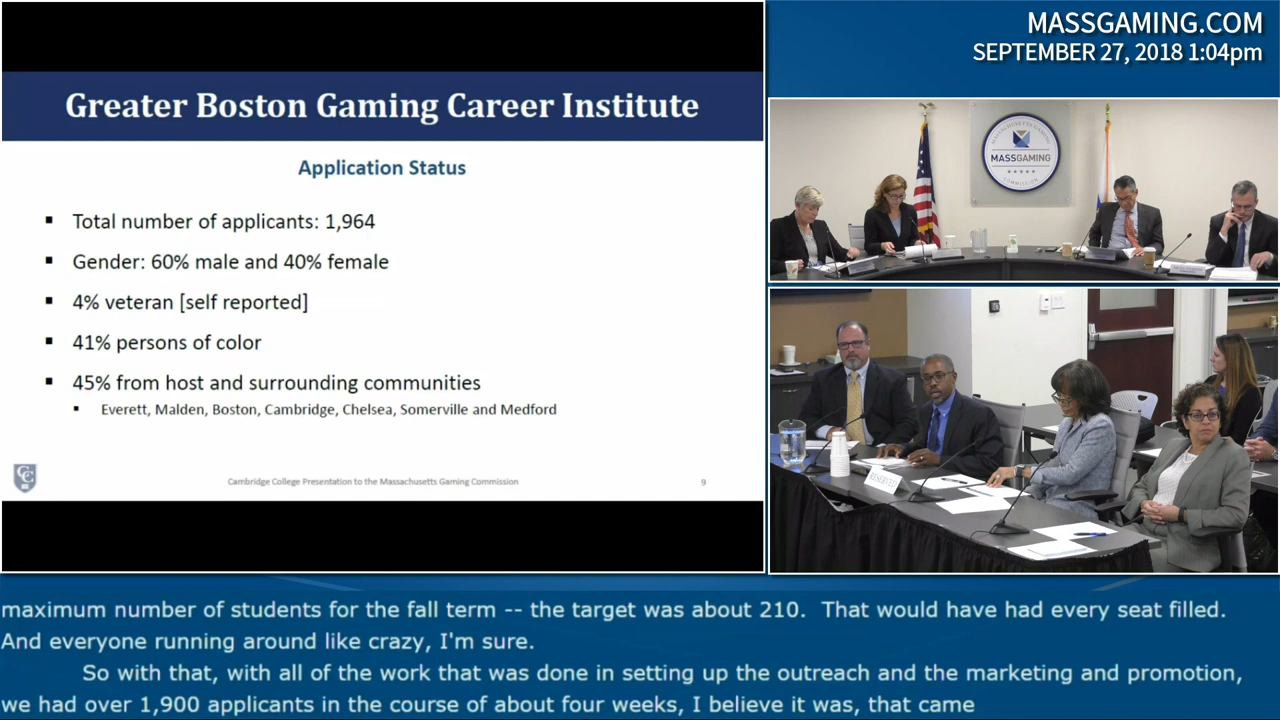 MASSGAMING.COM
SEPTEMBER 27, 2018 1:04pm
Greater Boston Gaming Career Institute
Application Status
▪ Total number of applicants: 1,964
▪ Gender: 60% male and 40% female
▪ 4% veteran [self reported]
▪ 41% persons of color
▪ 45% from host and surrounding communities
▪ Everett, Malden, Boston, Cambridge, Chelsea, Somerville and Medford
Cambridge College Presentation to the Massachusetts Gaming Commission
9
MASSACHUSETTS GAMING
MASSGAMING
COMMISSION
RESERVED
maximum number of students for the fall term -- the target was about 210. That would have had every seat filled.
And everyone running around like crazy, I'm sure.
So with that, with all of the work that was done in setting up the outreach and the marketing and promotion,
we had over 1,900 applicants in the course of about four weeks, I believe it was, that came